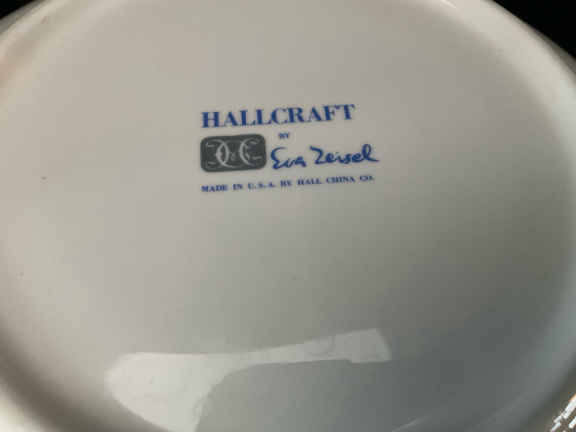 HALLCRAFT
BY
Eva Zeisel
MADE IN U.S.A. BY HALL CHINA CO.